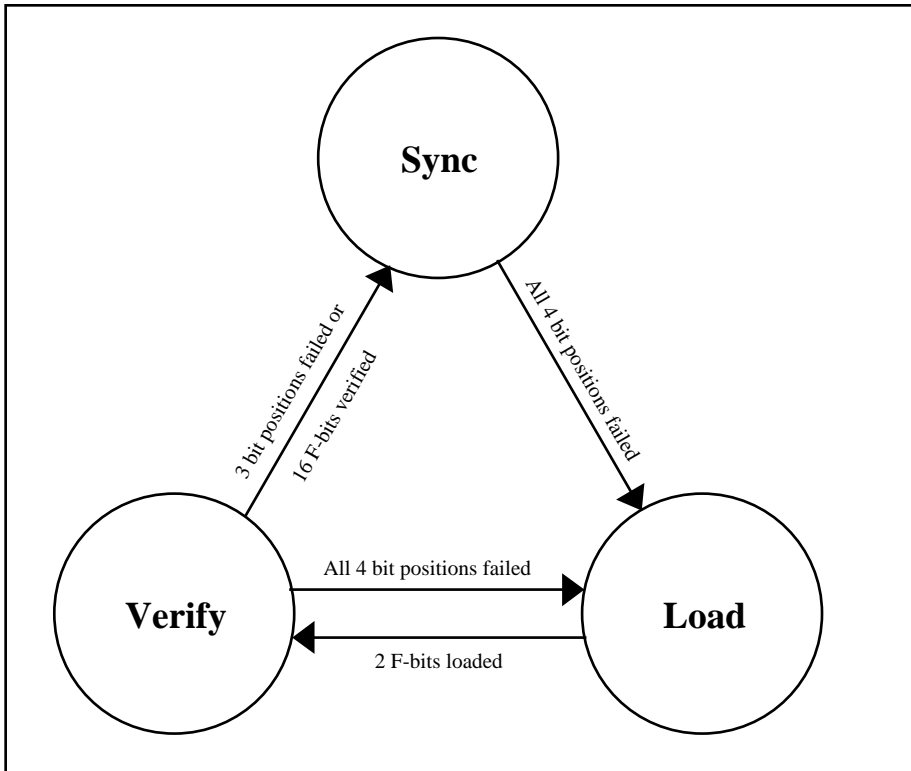 Sync
3 bit positions failed or
16 F-bits verified
All 4 bit positions failed
Verify
All 4 bit positions failed
2 F-bits loaded
Load